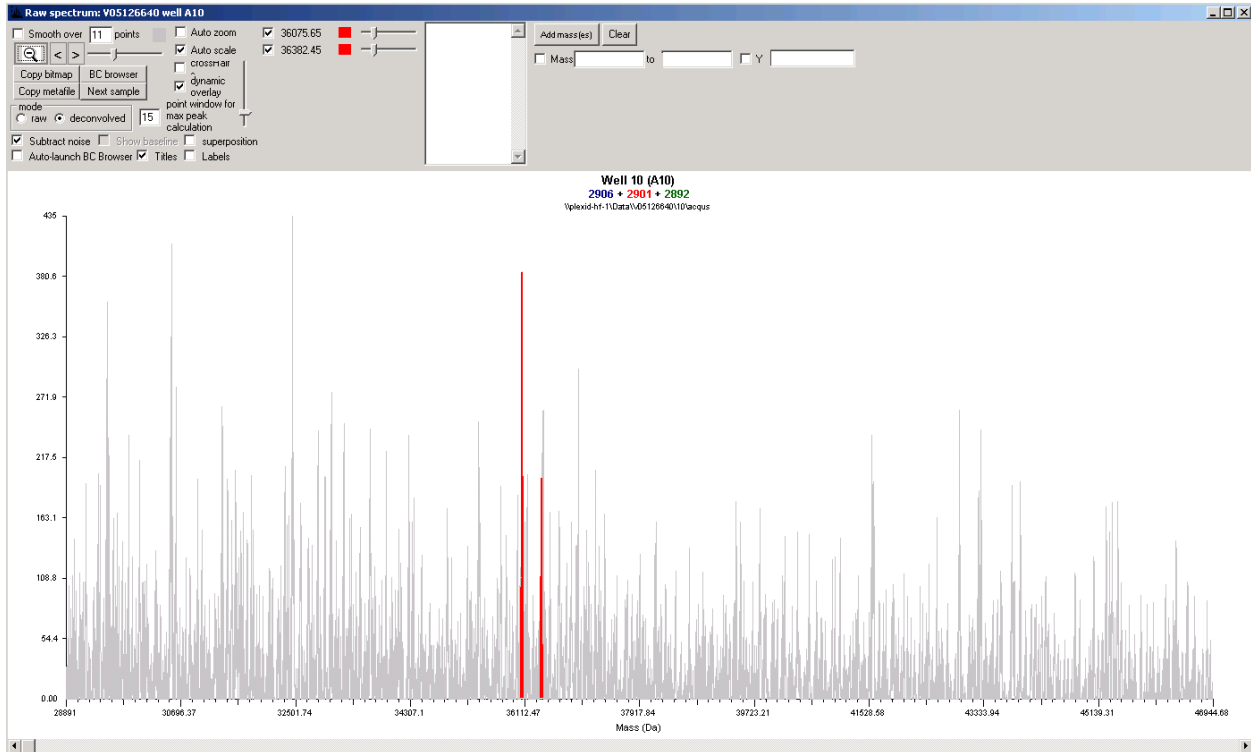 Raw spectrum: V05126640 well A10
Smooth over 11 points
Auto zoom
36075.65
Add mass(es) Clear
Auto scale
36382.45
< >
crossHair
Mass to Y
Copy bitmap BC browser
dynamic overlay
Copy metafile Next sample
mode
raw deconvolved
15 point window for max peak calculation
Subtract noise Show baseline superposition
Auto-launch BC Browser Titles Labels
Well 10 (A10)
2906 + 2901 + 2892
\\plexid-hf-1\Data\\v05126640\10\acqus
435
380.6
326.3
271.9
217.5
163.1
108.8
54.4
0.00
28891 30696.37 32501.74 34307.1 36112.47 37917.84 39723.21 41528.58 43333.94 45139.31 46944.68
Mass (Da)